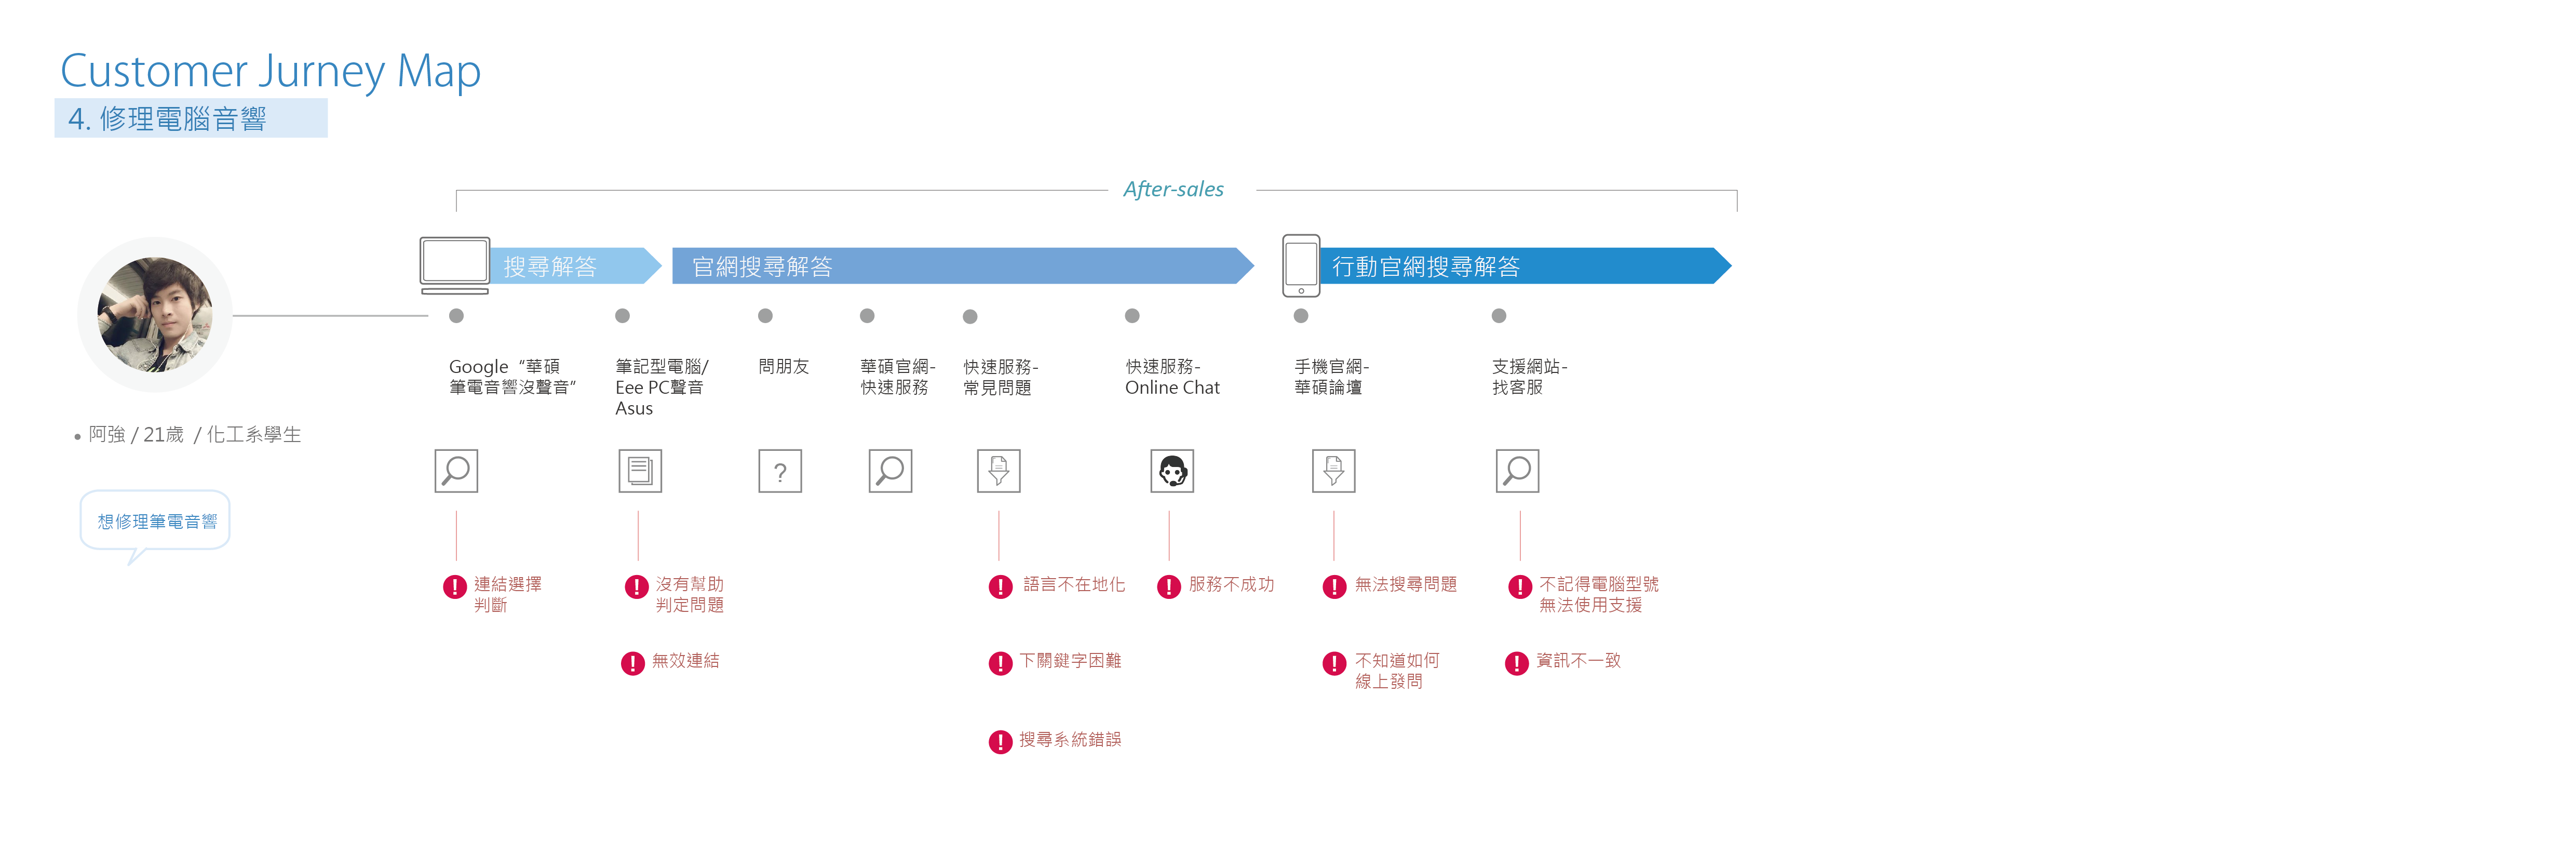 Customer Jurney Map
4. 修理電腦音響
After-sales
搜尋解答
官網搜尋解答
行動官網搜尋解答
Google “華碩
筆電音響沒聲音”
筆記型電腦/
Eee PC聲音
Asus
問朋友
華碩官網-
快速服務
快速服務-
常見問題
快速服務-
Online Chat
手機官網-
華碩論壇
支援網站-
找客服
• 阿強 / 21歲 / 化工系學生
?
想修理筆電音響
! 連結選擇
判斷
! 沒有幫助
判定問題
! 無效連結
! 語言不在地化
! 下關鍵字困難
! 搜尋系統錯誤
! 服務不成功
! 無法搜尋問題
! 不知道如何
線上發問
! 不記得電腦型號
無法使用支援
! 資訊不一致